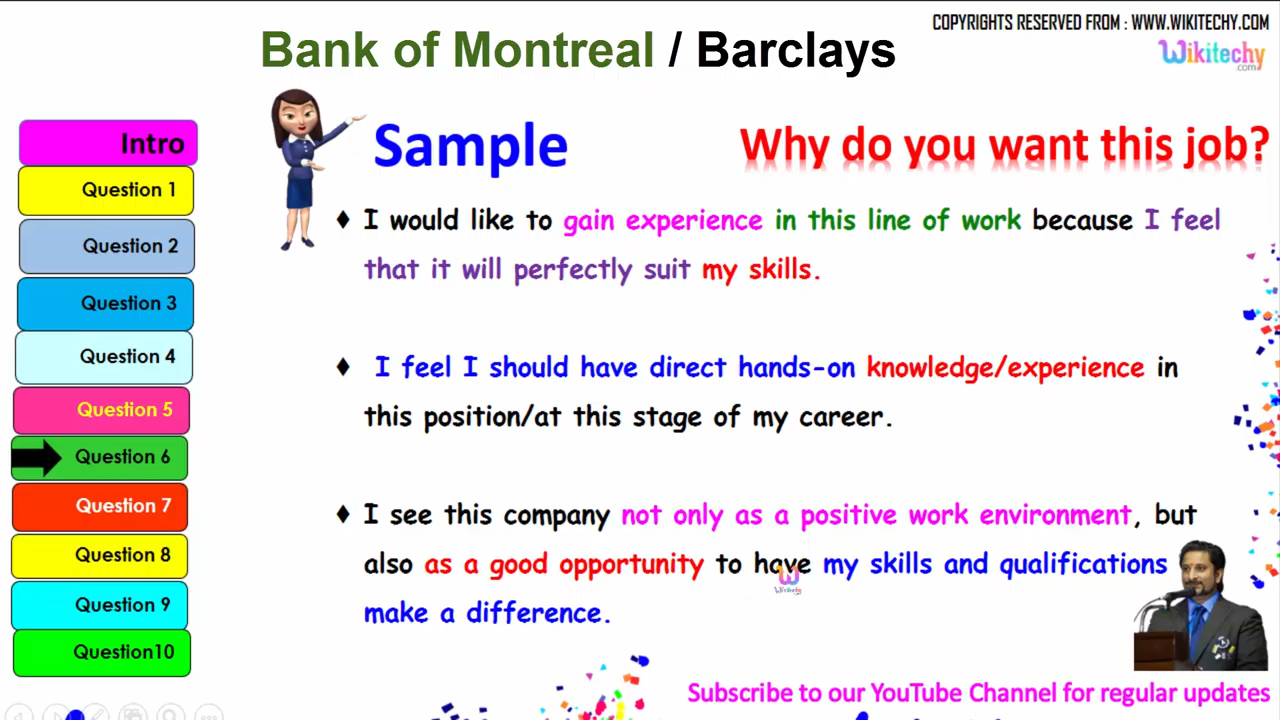 COPYRIGHTS RESERVED FROM : WWW.WIKITECHY.COM
Bank of Montreal / Barclays
Wikitechy
.com
Intro
Question 1
Question 2
Question 3
Question 4
Question 5
Question 6
Question 7
Question 8
Question 9
Question10
Sample
Why do you want this job?
♦ I would like to gain experience in this line of work because I feel
that it will perfectly suit my skills.
♦ I feel I should have direct hands-on knowledge/experience in
this position/at this stage of my career.
♦ I see this company not only as a positive work environment, but
also as a good opportunity to have my skills and qualifications
make a difference.
W
Wikitechy
Subscribe to our YouTube Channel for regular updates